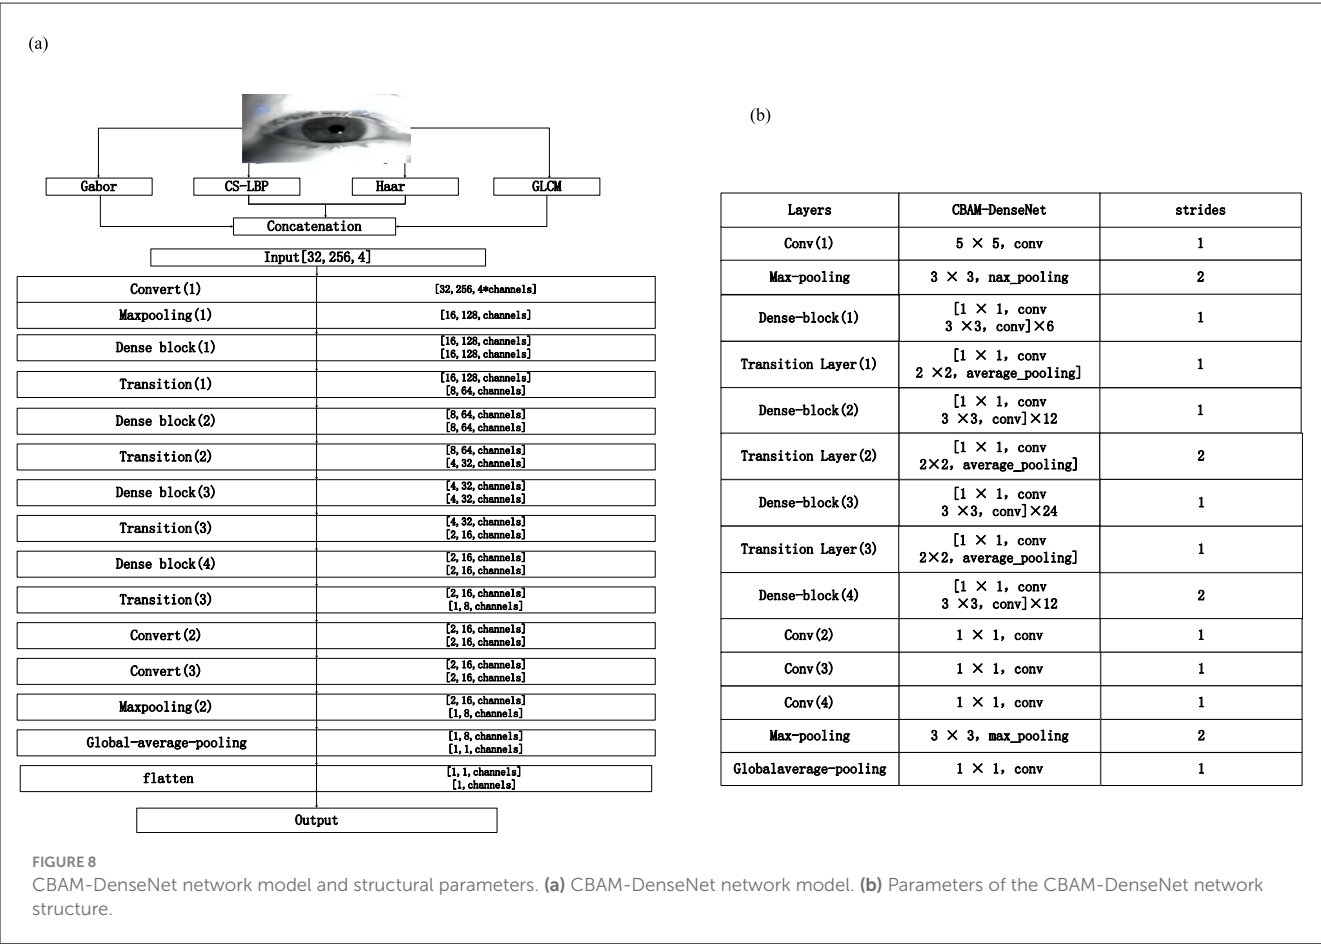 (a)
Gabor
CS-LBP
Haar
GLCM
Concatenation
Input[32,256,4]
Convert(1)
[32,256,4*channels]
Maxpooling(1)
[16,128,channels]
Dense block(1)
[16,128,channels]
[16,128,channels]
Transition(1)
[16,128,channels]
[8,64,channels]
Dense block(2)
[8,64,channels]
[8,64,channels]
Transition(2)
[8,64,channels]
[4,32,channels]
Dense block(3)
[4,32,channels]
[4,32,channels]
Transition(3)
[4,32,channels]
[2,16,channels]
Dense block(4)
[2,16,channels]
[2,16,channels]
Transition(3)
[2,16,channels]
[1,8,channels]
Convert(2)
[2,16,channels]
[2,16,channels]
Convert(3)
[2,16,channels]
[2,16,channels]
Maxpooling(2)
[2,16,channels]
[1,8,channels]
Global-average-pooling
[1,8,channels]
[1,1,channels]
flatten
[1,1,channels]
[1,channels]
Output
(b)
Layers CBAM-DenseNet strides
Conv(1) 5 × 5, conv 1
Max-pooling 3 × 3, nax_pooling 2
Dense-block(1) [1 × 1, conv
3 ×3, conv]×6 1
Transition Layer(1) [1 × 1, conv
2 ×2, average_pooling] 1
Dense-block(2) [1 × 1, conv
3 ×3, conv]×12 1
Transition Layer(2) [1 × 1, conv
2×2, average_pooling] 2
Dense-block(3) [1 × 1, conv
3 ×3, conv]×24 1
Transition Layer(3) [1 × 1, conv
2×2, average_pooling] 1
Dense-block(4) [1 × 1, conv
3 ×3, conv]×12 2
Conv(2) 1 × 1, conv 1
Conv(3) 1 × 1, conv 1
Conv(4) 1 × 1, conv 1
Max-pooling 3 × 3, max_pooling 2
Globalaverage-pooling 1 × 1, conv 1
FIGURE 8
CBAM-DenseNet network model and structural parameters. (a) CBAM-DenseNet network model. (b) Parameters of the CBAM-DenseNet network
structure.